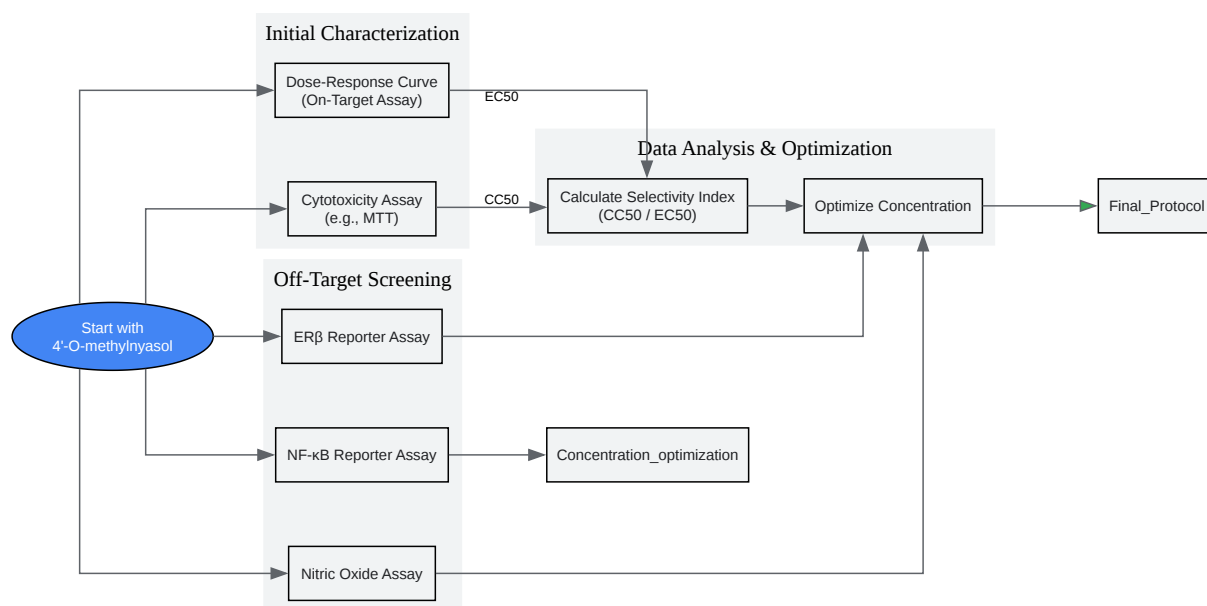 Initial Characterization
Dose-Response Curve
(On-Target Assay)
EC50
Data Analysis & Optimization
Cytotoxicity Assay
(e.g., MTT)
CC50
Calculate Selectivity Index
(CC50 / EC50)
Optimize Concentration
Final_Protocol
Off-Target Screening
Start with
4'-O-methylnyasol
ERβ Reporter Assay
NF-κB Reporter Assay
Concentration_optimization
Nitric Oxide Assay